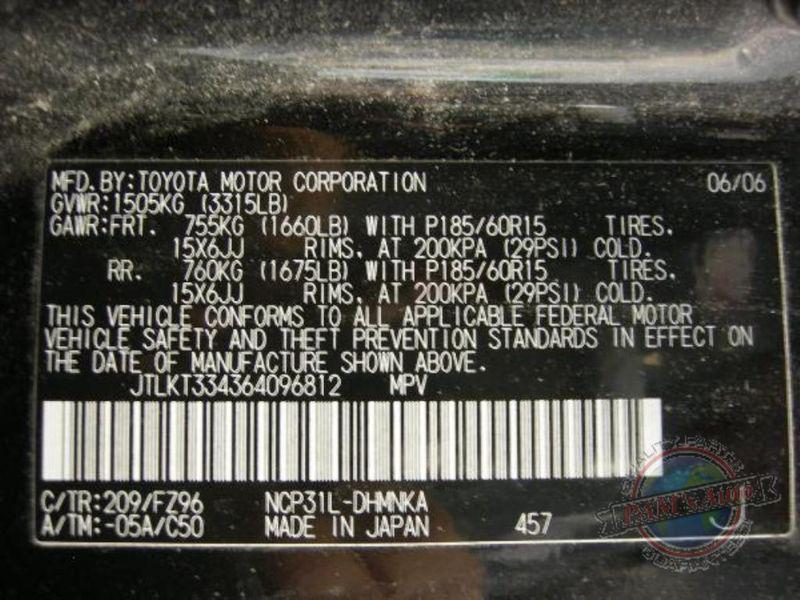 MFD.BY:TOYOTA MOTOR CORPORATION 06/06
GVWR:1505KG (3315LB)
GAWR:FRT. 755KG (1660LB) WITH P185/60R15 TIRES.
15X6JJ RIMS, AT 200KPA (29PSI) COLD.
RR. 760KG (1675LB) WITH P185/60R15 TIRES.
15X6JJ RIMS, AT 200KPA (29PSI) COLD.
THIS VEHICLE CONFORMS TO ALL APPLICABLE FEDERAL MOTOR
VEHICLE SAFETY AND THEFT PREVENTION STANDARDS IN EFFECT ON
THE DATE OF MANUFACTURE SHOWN ABOVE.
JTLKT334364096812 MPV
C/TR:209/FZ96 NCP31L-DHMNKA
A/TM:-05A/C50 MADE IN JAPAN 457
QUALITY PARTS
GUARANTEED